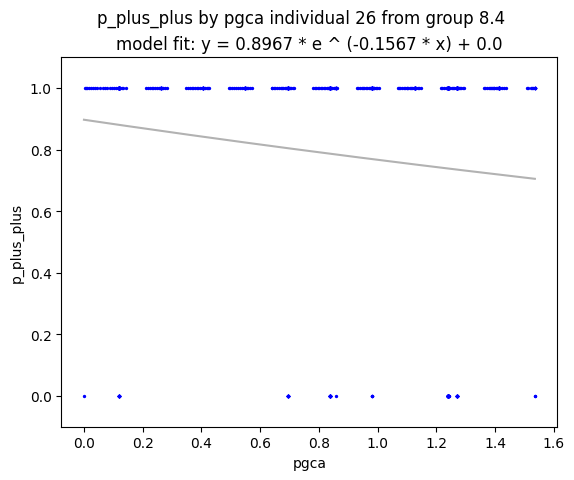 p_plus_plus by pgca individual 26 from group 8.4
model fit: y = 0.8967 * e ^ (-0.1567 * x) + 0.0
1.0
0.8
0.6
0.4
0.2
0.0
p_plus_plus
0.0 0.2 0.4 0.6 0.8 1.0 1.2 1.4 1.6
pgca